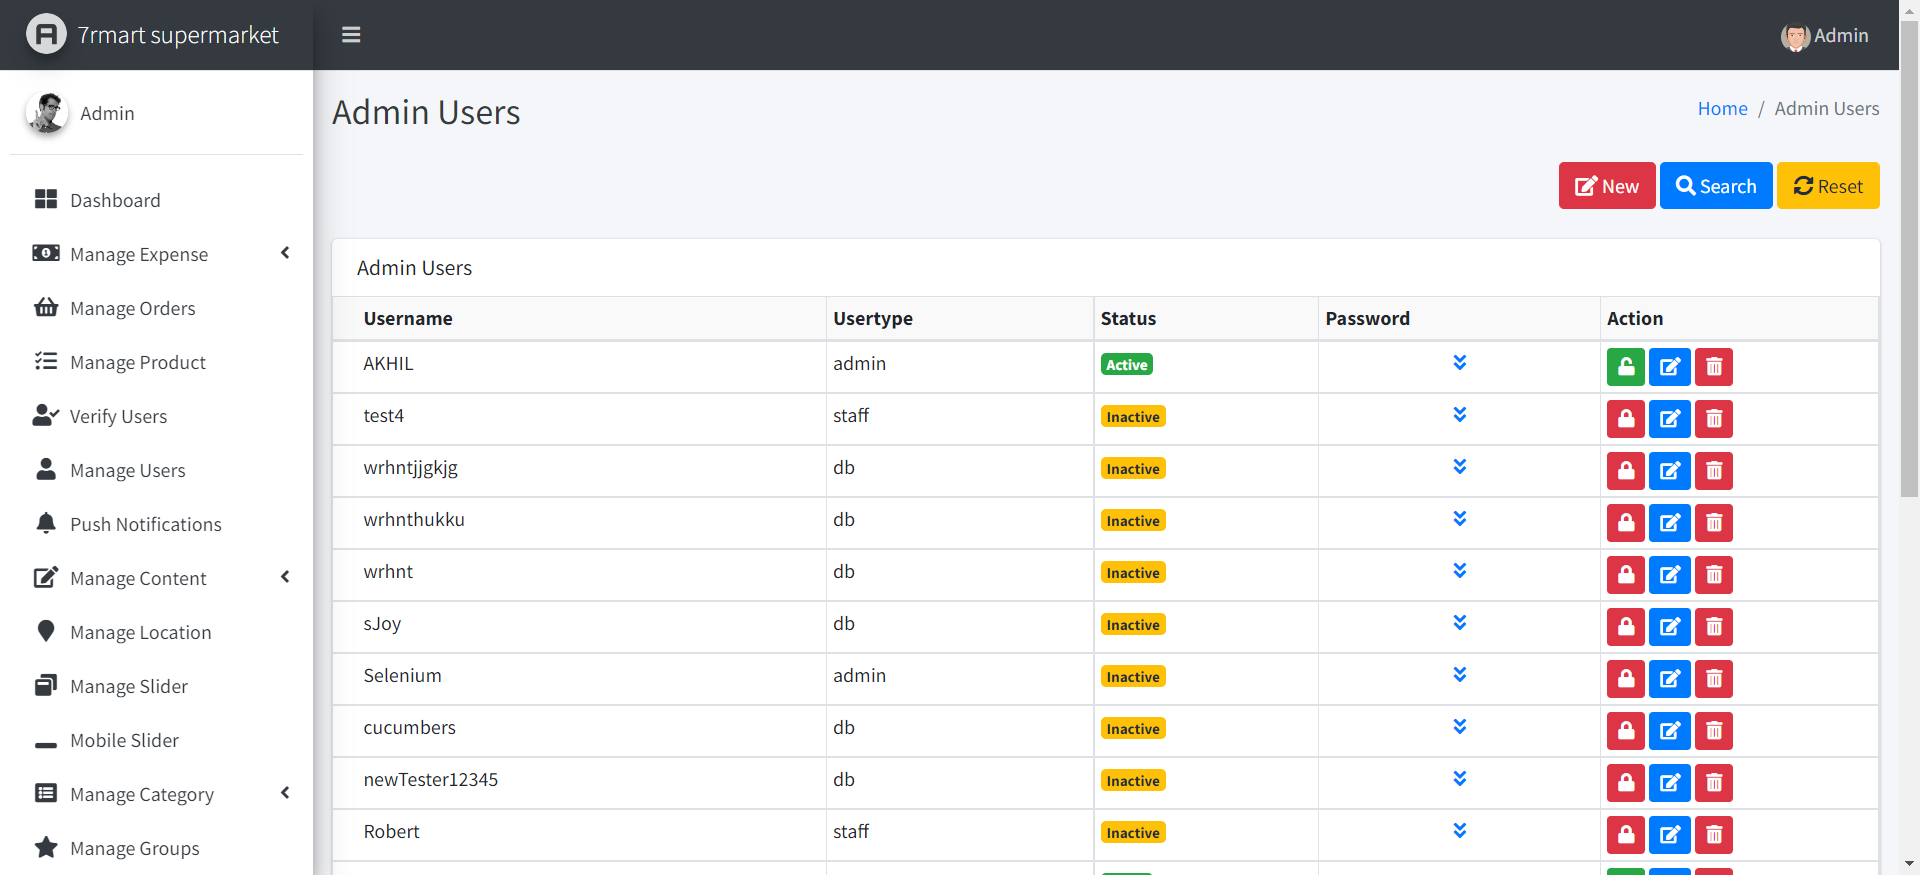 7rmart supermarket
Admin
Admin
Dashboard
Manage Expense
Manage Orders
Manage Product
Verify Users
Manage Users
Push Notifications
Manage Content
Manage Location
Manage Slider
Mobile Slider
Manage Category
Manage Groups
Admin Users
Home / Admin Users
New Search Reset
Admin Users
Username Usertype Status Password Action
AKHIL admin Active
test4 staff Inactive
wrhntjjgkjg db Inactive
wrhnthukku db Inactive
wrhnt db Inactive
sJoy db Inactive
Selenium admin Inactive
cucumbers db Inactive
newTester12345 db Inactive
Robert staff Inactive